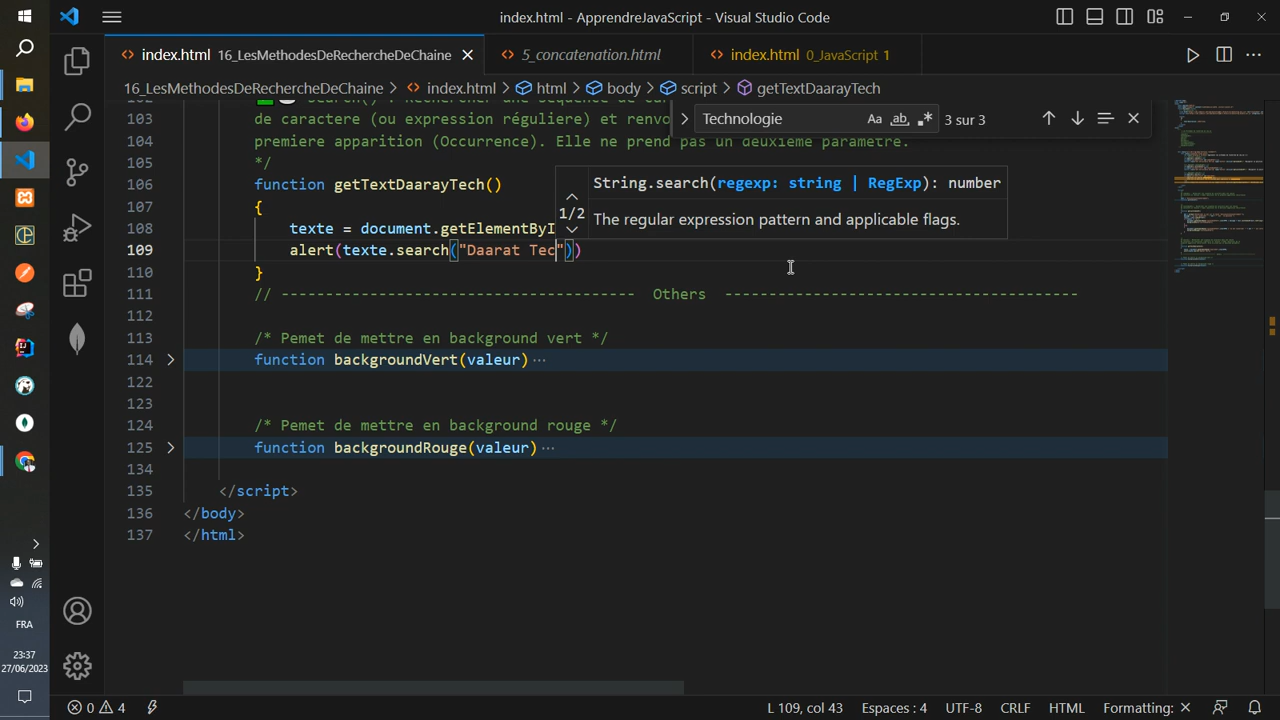 index.html - ApprendreJavaScript - Visual Studio Code
index.html 16_LesMethodesDeRechercheDeChaine
5_concatenation.html
index.html 0_JavaScript 1
16_LesMethodesDeRechercheDeChaine > index.html > html > body > script > getTextDaarayTech
Technologie
Aa ab
3 sur 3
103 de caractere (ou expression régulière) et renvo
104 premiere apparition (Occurrence). Elle ne prend pas un deuxième paramètre.
105 */
106 function getTextDaarayTech()
String.search(regexp: string | RegExp): number
107 {
1/2 The regular expression pattern and applicable flags.
108 texte = document.getElementByI
109 alert(texte.search("Daarat Tec"))
110 }
111 // ---------------------------------------- Others ----------------------------------------
112
113 /* Pemet de mettre en background vert */
114 function backgroundVert(valeur) ···
122
123
124 /* Pemet de mettre en background rouge */
125 function backgroundRouge(valeur) ···
134
135 </script>
136 </body>
137 </html>
FRA
23:37
27/06/2023
0 4
L 109, col 43
Espaces : 4
UTF-8
CRLF
HTML
Formatting: ×